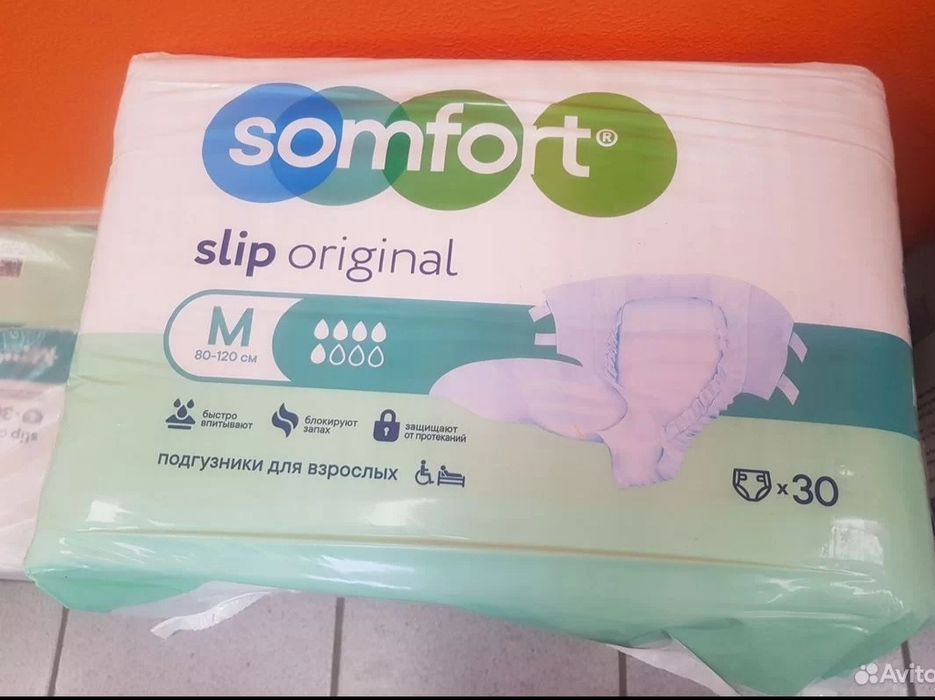 somfort®
slip original
M
80-120 см
быстро
впитывают
блокируют
запах
защищают
от протеканий
подгузники для взрослых
x30
Avito